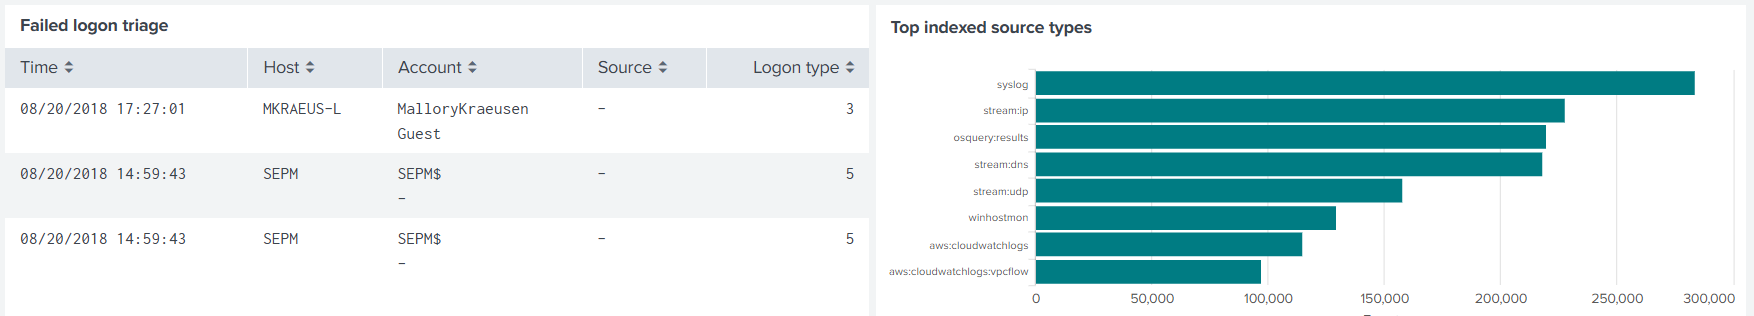 Failed logon triage
Time Host Account Source Logon type
08/20/2018 17:27:01 MKRAEUS-L MalloryKraeusen – 3
Guest
08/20/2018 14:59:43 SEPM SEPM$ – 5
–
08/20/2018 14:59:43 SEPM SEPM$ – 5
–
Top indexed source types
syslog
stream:ip
osquery:results
stream:dns
stream:udp
winhostmon
aws:cloudwatchlogs
aws:cloudwatchlogs:vpcflow
0 50,000 100,000 150,000 200,000 250,000 300,000